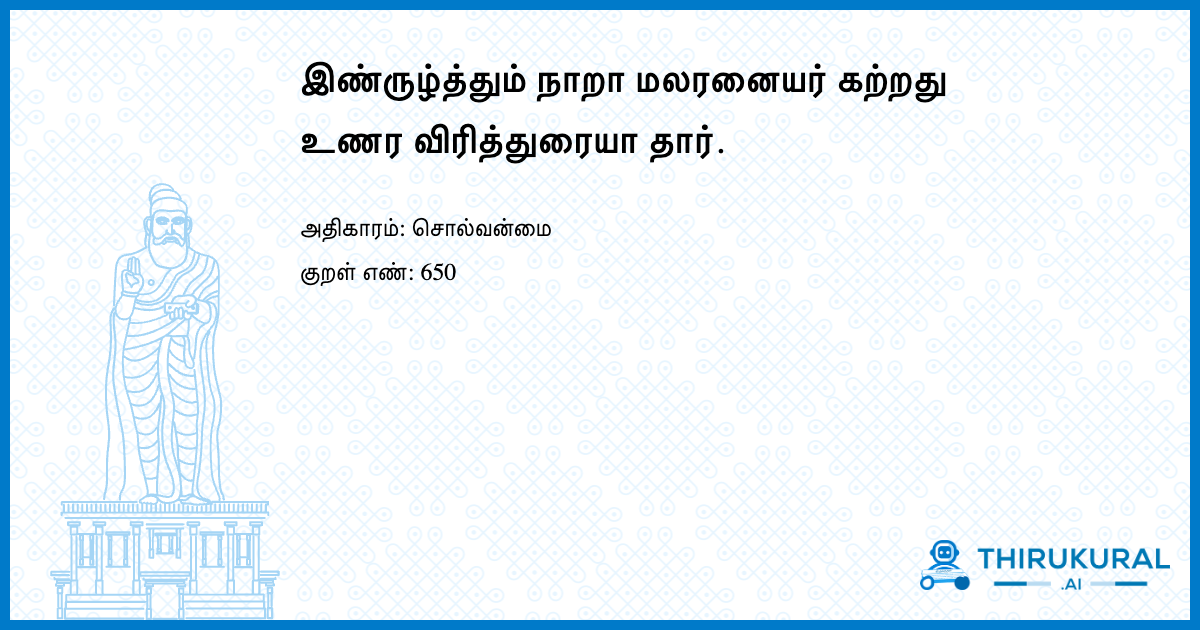 இண்ருழ்த்தும் நாறா மலரனையர் கற்றது
உணர விரித்துரையா தார்.
அதிகாரம்: சொல்வன்மை
குறள் எண்: 650
THIRUKURAL
.AI